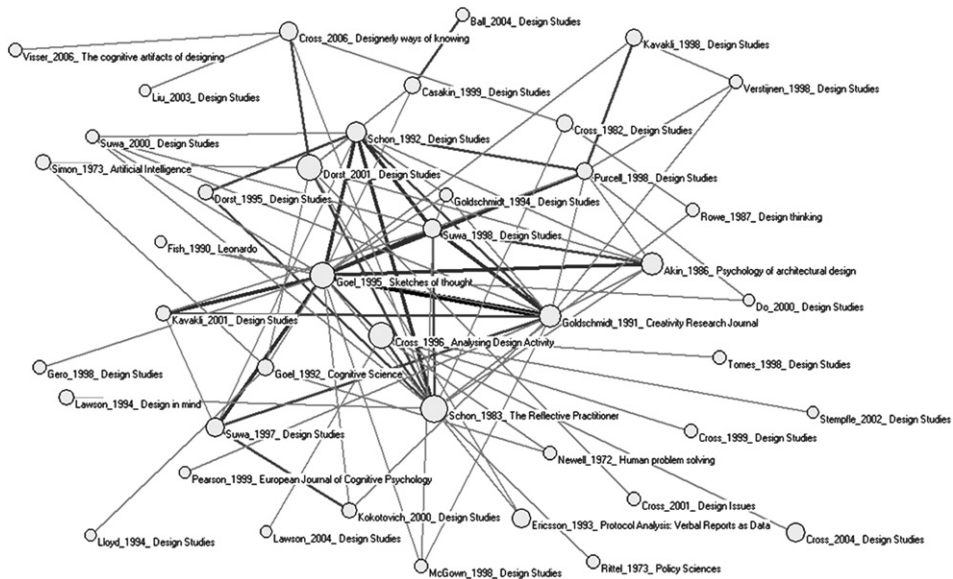 Ball_2004_ Design Studies
Cross_2006_ Designerly ways of knowing
Kavakli_1998_ Design Studies
Visser_2006_ The cognitive artifacts of designing
Verstijnen_1998_ Design Studies
Casakin_1999_ Design Studies
Liu_2003_ Design Studies
Cross_1982_ Design Studies
Schon_1992_ Design Studies
Suwa_2000_ Design Studies
Simon_1973_ Artificial Intelligence
Dorst_2001_ Design Studies
Purcell_1998_ Design Studies
Dorst_1995_ Design Studies
Goldschmidt_1994_ Design Studies
Rowe_1987_ Design thinking
Suwa_1998_ Design Studies
Fish_1990_ Leonardo
Akin_1986_ Psychology of architectural design
Goel_1995_ Sketches of thought
Do_2000_ Design Studies
Kavakli_2001_ Design Studies
Goldschmidt_1991_ Creativity Research Journal
Cross_1996_ Analysing Design Activity
Tomes_1998_ Design Studies
Gero_1998_ Design Studies
Goel_1992_ Cognitive Science
Lawson_1994_ Design in mind
Schon_1983_ The Reflective Practitioner
Stempfle_2002_ Design Studies
Suwa_1997_ Design Studies
Cross_1999_ Design Studies
Newell_1972_ Human problem solving
Pearson_1999_ European Journal of Cognitive Psychology
Cross_2001_ Design Issues
Kokotovich_2000_ Design Studies
Ericsson_1993_ Protocol Analysis: Verbal Reports as Data
Lawson_2004_ Design Studies
Cross_2004_ Design Studies
Lloyd_1994_ Design Studies
Rittel_1973_ Policy Sciences
McGown_1998_ Design Studies